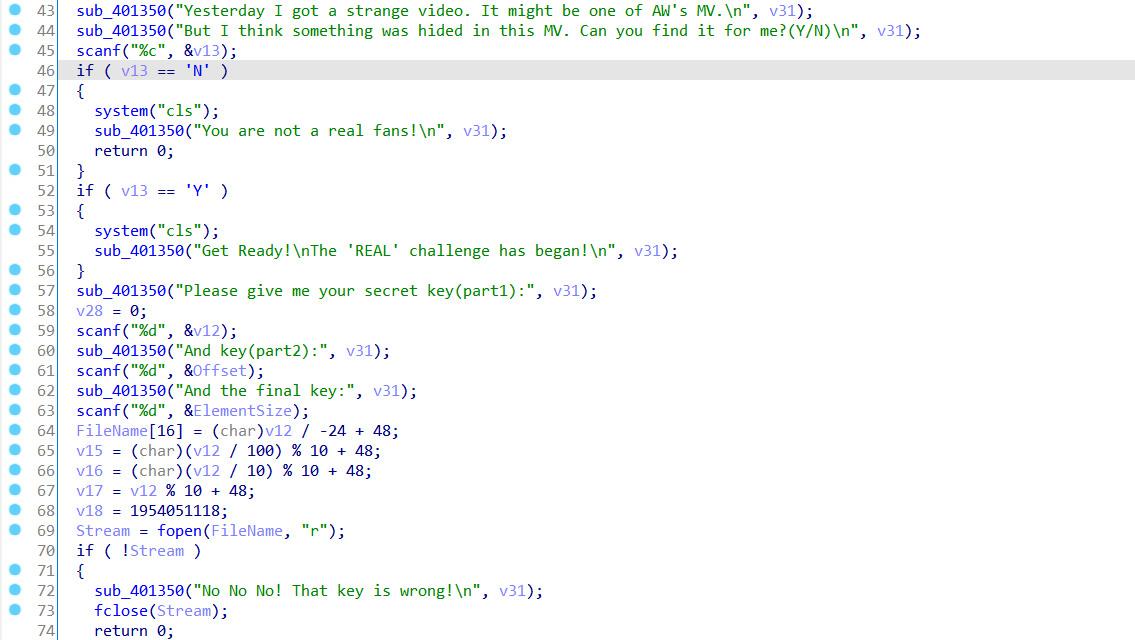 43 sub_401350("Yesterday I got a strange video. It might be one of AW's MV.\n", v31);
44 sub_401350("But I think something was hided in this MV. Can you find it for me?(Y/N)\n", v31);
45 scanf("%c", &v13);
46 if ( v13 == 'N' )
47 {
48 system("cls");
49 sub_401350("You are not a real fans!\n", v31);
50 return 0;
51 }
52 if ( v13 == 'Y' )
53 {
54 system("cls");
55 sub_401350("Get Ready!\nThe 'REAL' challenge has began!\n", v31);
56 }
57 sub_401350("Please give me your secret key(part1):", v31);
58 v28 = 0;
59 scanf("%d", &v12);
60 sub_401350("And key(part2):", v31);
61 scanf("%d", &Offset);
62 sub_401350("And the final key:", v31);
63 scanf("%d", &ElementSize);
64 FileName[16] = (char)v12 / -24 + 48;
65 v15 = (char)(v12 / 100) % 10 + 48;
66 v16 = (char)(v12 / 10) % 10 + 48;
67 v17 = v12 % 10 + 48;
68 v18 = 1954051118;
69 Stream = fopen(FileName, "r");
70 if ( !Stream )
71 {
72 sub_401350("No No No! That key is wrong!\n", v31);
73 fclose(Stream);
74 return 0;